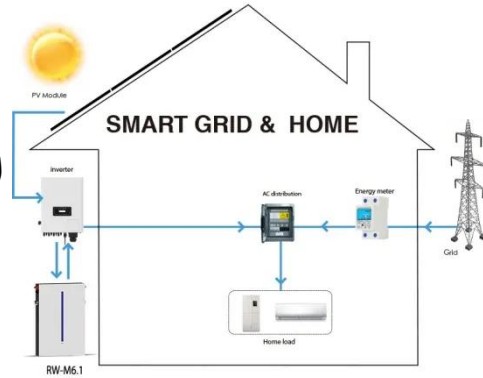 PV Module
SMART GRID & HOME
inverter
AC distribution
Energy meter
Grid
Home load
RW-M6.1